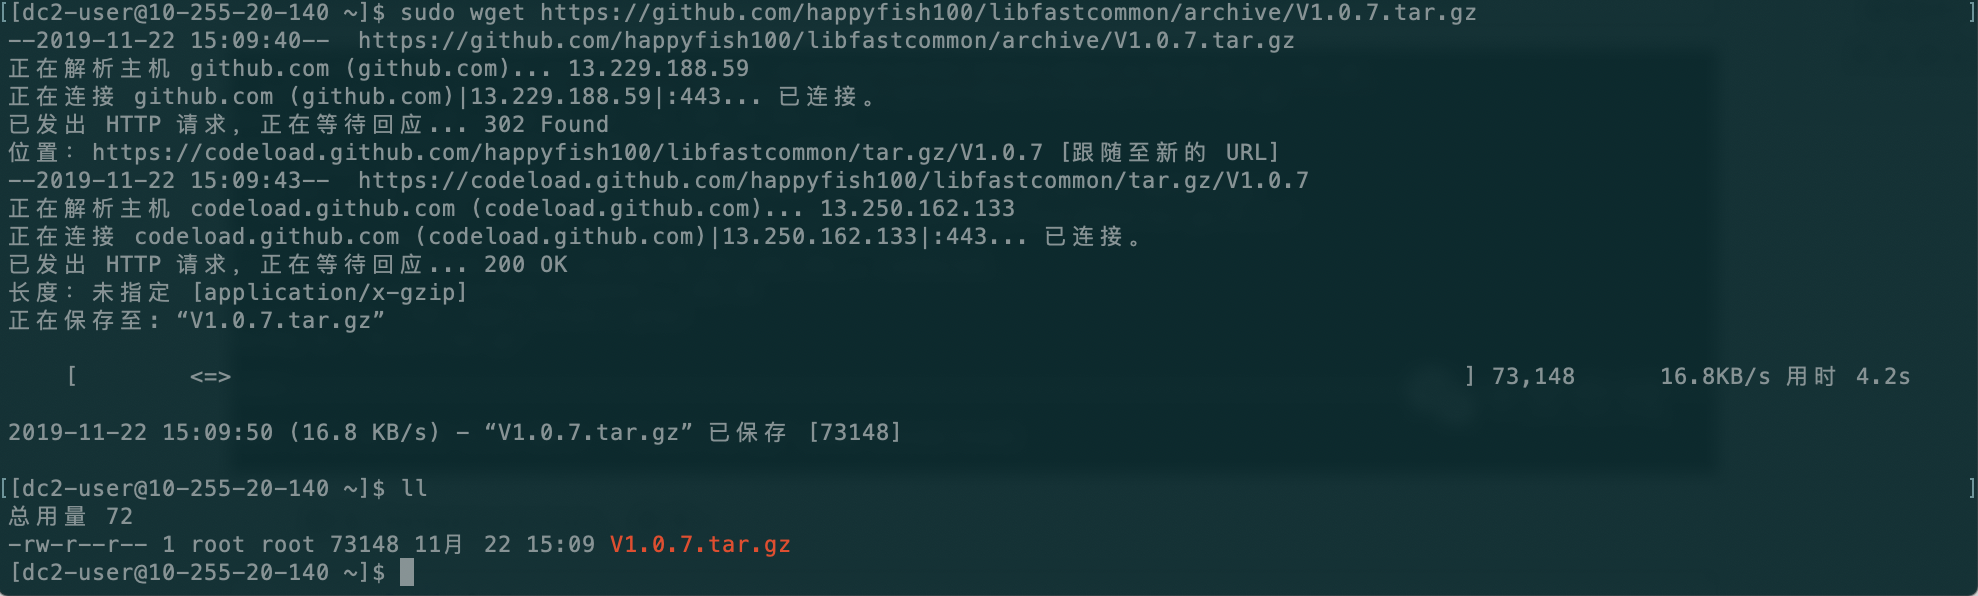 [[dc2-user@10-255-20-140 ~]$ sudo wget https://github.com/happyfish100/libfastcommon/archive/V1.0.7.tar.gz ]
--2019-11-22 15:09:40--  https://github.com/happyfish100/libfastcommon/archive/V1.0.7.tar.gz
正在解析主机 github.com (github.com)... 13.229.188.59
正在连接 github.com (github.com)|13.229.188.59|:443... 已连接。
已发出 HTTP 请求，正在等待回应... 302 Found
位置：https://codeload.github.com/happyfish100/libfastcommon/tar.gz/V1.0.7 [跟随至新的 URL]
--2019-11-22 15:09:43--  https://codeload.github.com/happyfish100/libfastcommon/tar.gz/V1.0.7
正在解析主机 codeload.github.com (codeload.github.com)... 13.250.162.133
正在连接 codeload.github.com (codeload.github.com)|13.250.162.133|:443... 已连接。
已发出 HTTP 请求，正在等待回应... 200 OK
长度：未指定 [application/x-gzip]
正在保存至: “V1.0.7.tar.gz”
[ <=> ] 73,148 16.8KB/s 用时 4.2s
2019-11-22 15:09:50 (16.8 KB/s) - “V1.0.7.tar.gz” 已保存 [73148]
[[dc2-user@10-255-20-140 ~]$ ll ]
总用量 72
-rw-r--r-- 1 root root 73148 11月 22 15:09 V1.0.7.tar.gz
[dc2-user@10-255-20-140 ~]$